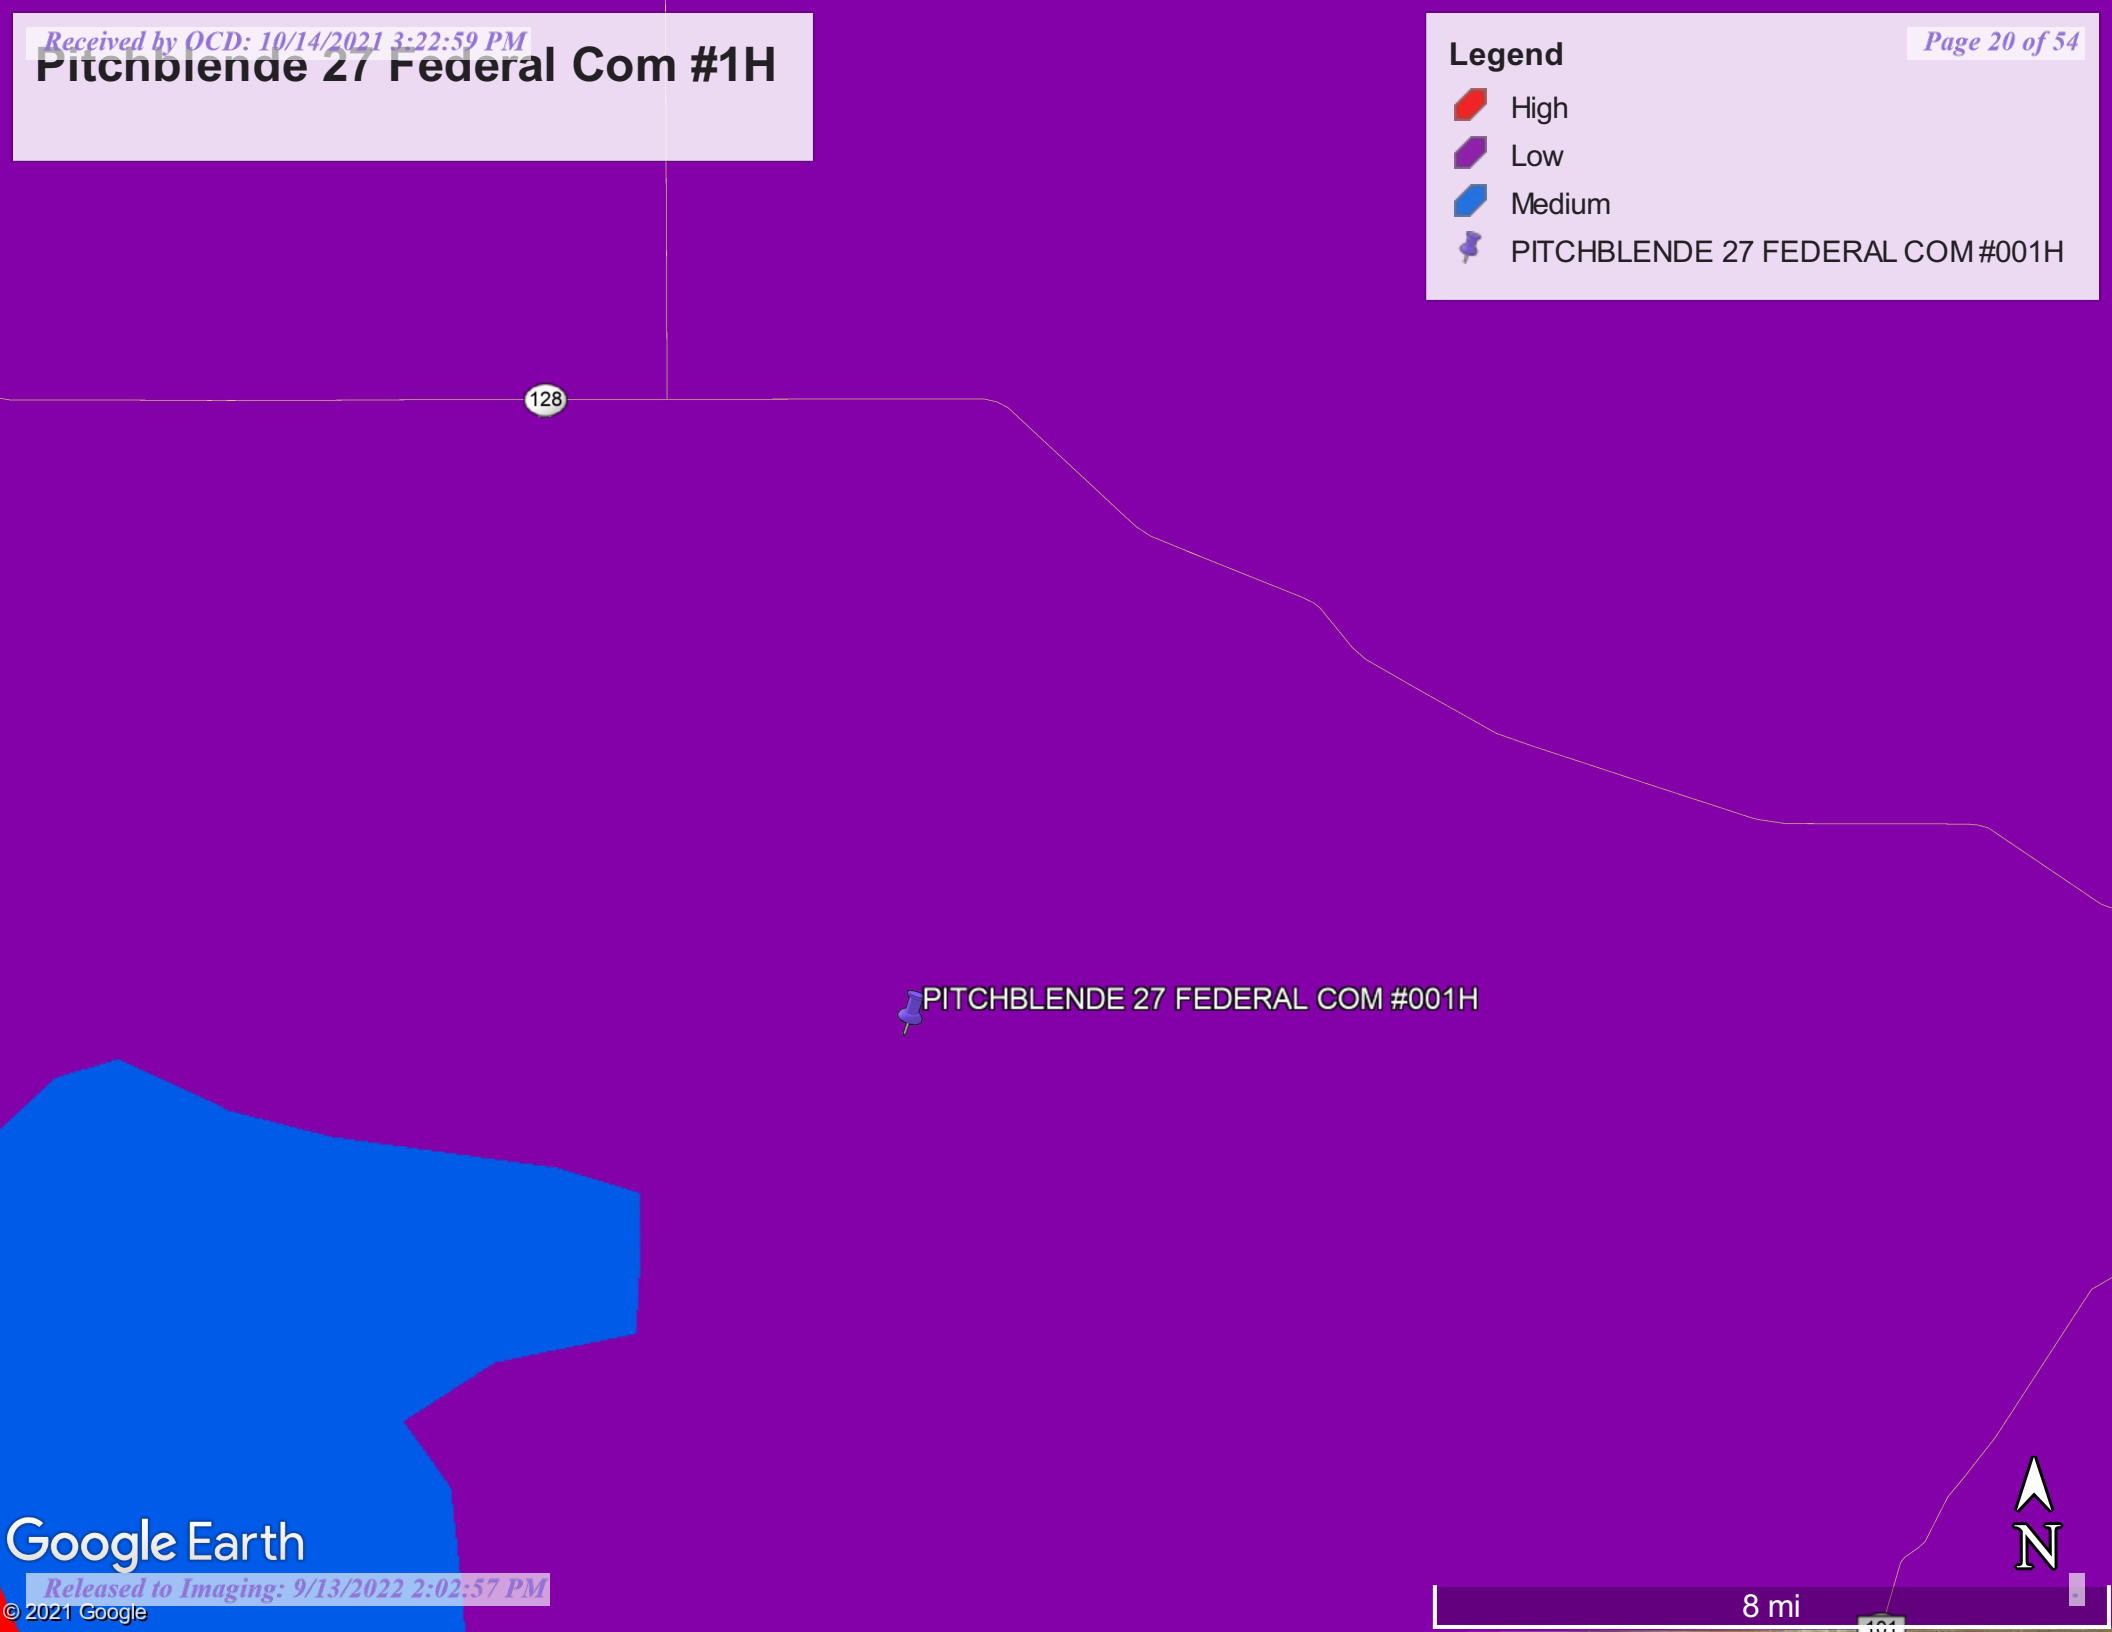 Received by OCD: 10/14/2021 3:22:59 PM
Pitchblende 27 Federal Com #1H
Page 20 of 54
Legend
High
Low
Medium
PITCHBLENDE 27 FEDERAL COM #001H
128
PITCHBLENDE 27 FEDERAL COM #001H
Google Earth
Released to Imaging: 9/13/2022 2:02:57 PM
© 2021 Google
N
8 mi